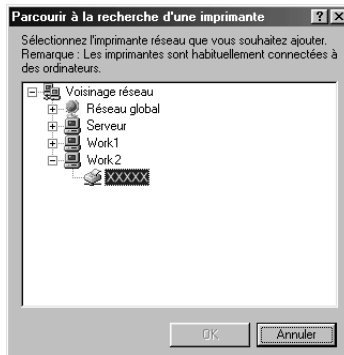 Parcourir à la recherche d'une imprimante
Sélectionnez l'imprimante réseau que vous souhaitez ajouter.
Remarque : Les imprimantes sont habituellement connectées à
des ordinateurs.
Voisinage réseau
Réseau global
Serveur
Work1
Work2
XXXXX
OK
Annuler